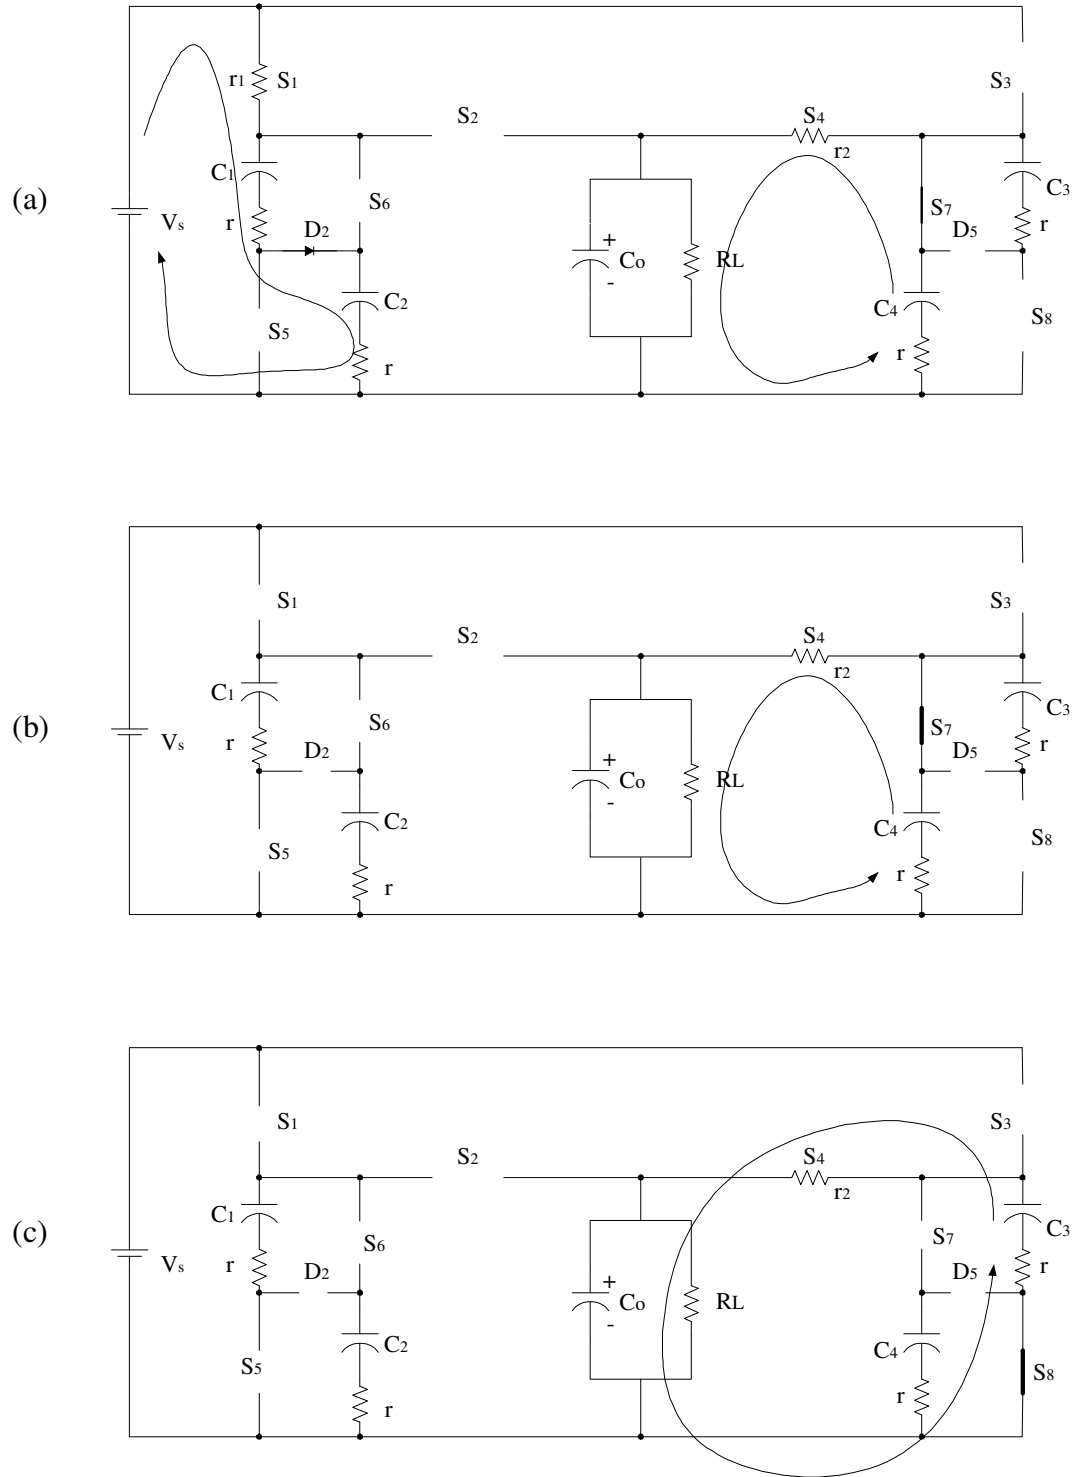 (a)
r1 S1 S2 S4 S3
r2
C1 C3
Vs r D2 S6 S7 r
D5
+
Co RL
-
C2 C4 S8
S5
r r
(b)
S1 S2 S4 S3
r2
C1 C3
Vs r D2 S6 S7 r
D5
+
Co RL
-
C2 C4 S8
S5
r r
(c)
S1 S2 S4 S3
r2
C1 C3
Vs r D2 S6 S7 r
D5
+
Co RL
-
C2 C4 S8
S5
r r